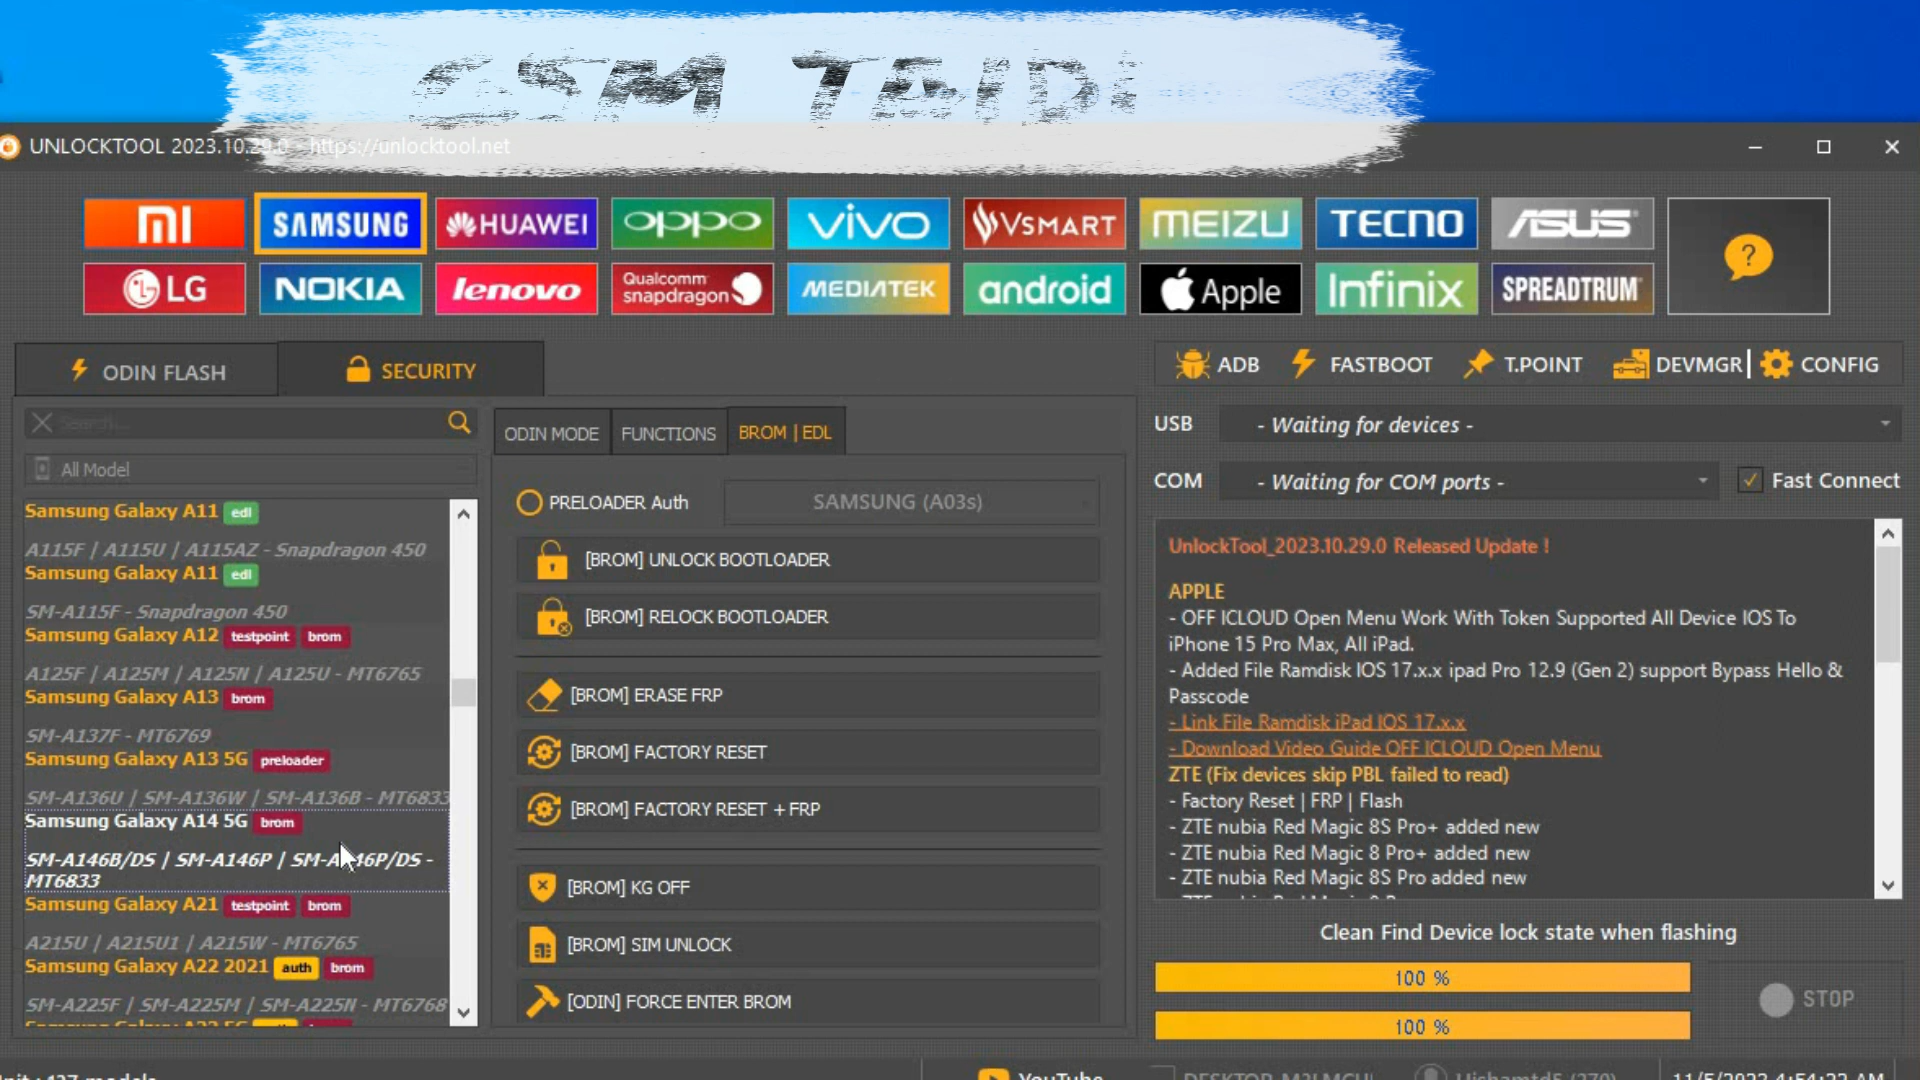 GSM TAIDI
UNLOCKTOOL 2023.10.29.0 - https://unlocktool.net
MI
SAMSUNG
HUAWEI
oppo
vivo
VSMART
MEIZU
TECNO
ASUS
?
LG
NOKIA
lenovo
Qualcomm snapdragon
MEDIATEK
android
Apple
Infinix
SPREADTRUM
ODIN FLASH
SECURITY
ADB
FASTBOOT
T.POINT
DEVMGR
CONFIG
Search...
All Model
Samsung Galaxy A11 edl
A115F | A115U | A115AZ - Snapdragon 450
Samsung Galaxy A11 edl
SM-A115F - Snapdragon 450
Samsung Galaxy A12 testpoint brom
A125F | A125M | A125N | A125U - MT6765
Samsung Galaxy A13 brom
SM-A137F - MT6769
Samsung Galaxy A13 5G preloader
SM-A136U | SM-A136W | SM-A136B - MT6833
Samsung Galaxy A14 5G brom
SM-A146B/DS | SM-A146P | SM-A146P/DS -
MT6833
Samsung Galaxy A21 testpoint brom
A215U | A215U1 | A215W - MT6765
Samsung Galaxy A22 2021 auth brom
SM-A225F | SM-A225M | SM-A225N - MT6768
ODIN MODE
FUNCTIONS
BROM | EDL
PRELOADER Auth
SAMSUNG (A03s)
[BROM] UNLOCK BOOTLOADER
[BROM] RELOCK BOOTLOADER
[BROM] ERASE FRP
[BROM] FACTORY RESET
[BROM] FACTORY RESET + FRP
[BROM] KG OFF
[BROM] SIM UNLOCK
[ODIN] FORCE ENTER BROM
USB - Waiting for devices -
COM - Waiting for COM ports - Fast Connect
UnlockTool_2023.10.29.0 Released Update !
APPLE
- OFF ICLOUD Open Menu Work With Token Supported All Device IOS To
iPhone 15 Pro Max, All iPad.
- Added File Ramdisk IOS 17.x.x ipad Pro 12.9 (Gen 2) support Bypass Hello &
Passcode
- Link File Ramdisk iPad IOS 17.x.x
- Download Video Guide OFF ICLOUD Open Menu
ZTE (Fix devices skip PBL failed to read)
- Factory Reset | FRP | Flash
- ZTE nubia Red Magic 8S Pro+ added new
- ZTE nubia Red Magic 8 Pro+ added new
- ZTE nubia Red Magic 8S Pro added new
Clean Find Device lock state when flashing
100 %
100 %
STOP
YouTube